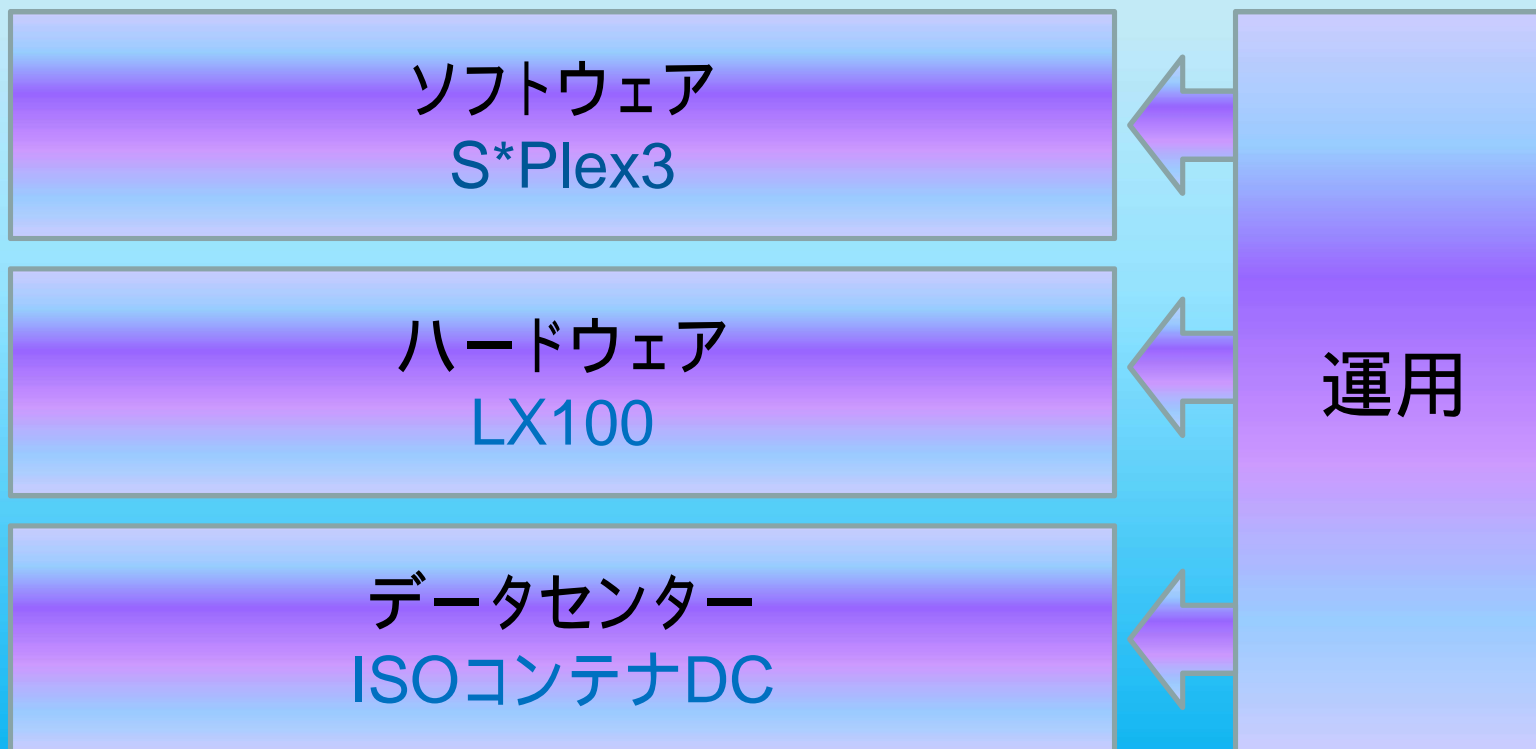 ソフトウェア
S*Plex3
ハードウェア
LX100
データセンター
ISOコンテナDC
運用